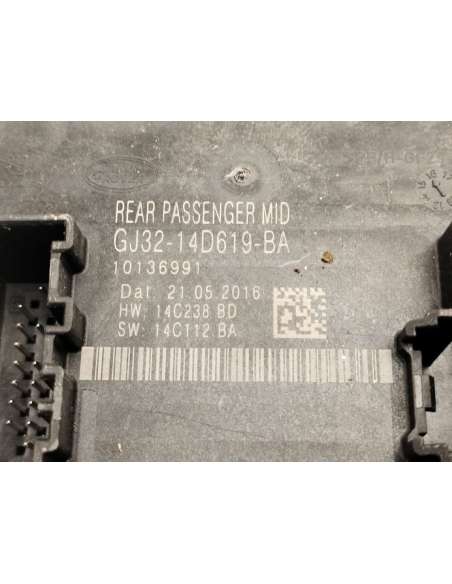 REAR PASSENGER MID
GJ32-14D619-BA
10136991
Dat. 21.05.2016
HW: 14C238 BD
SW: 14C112 BA